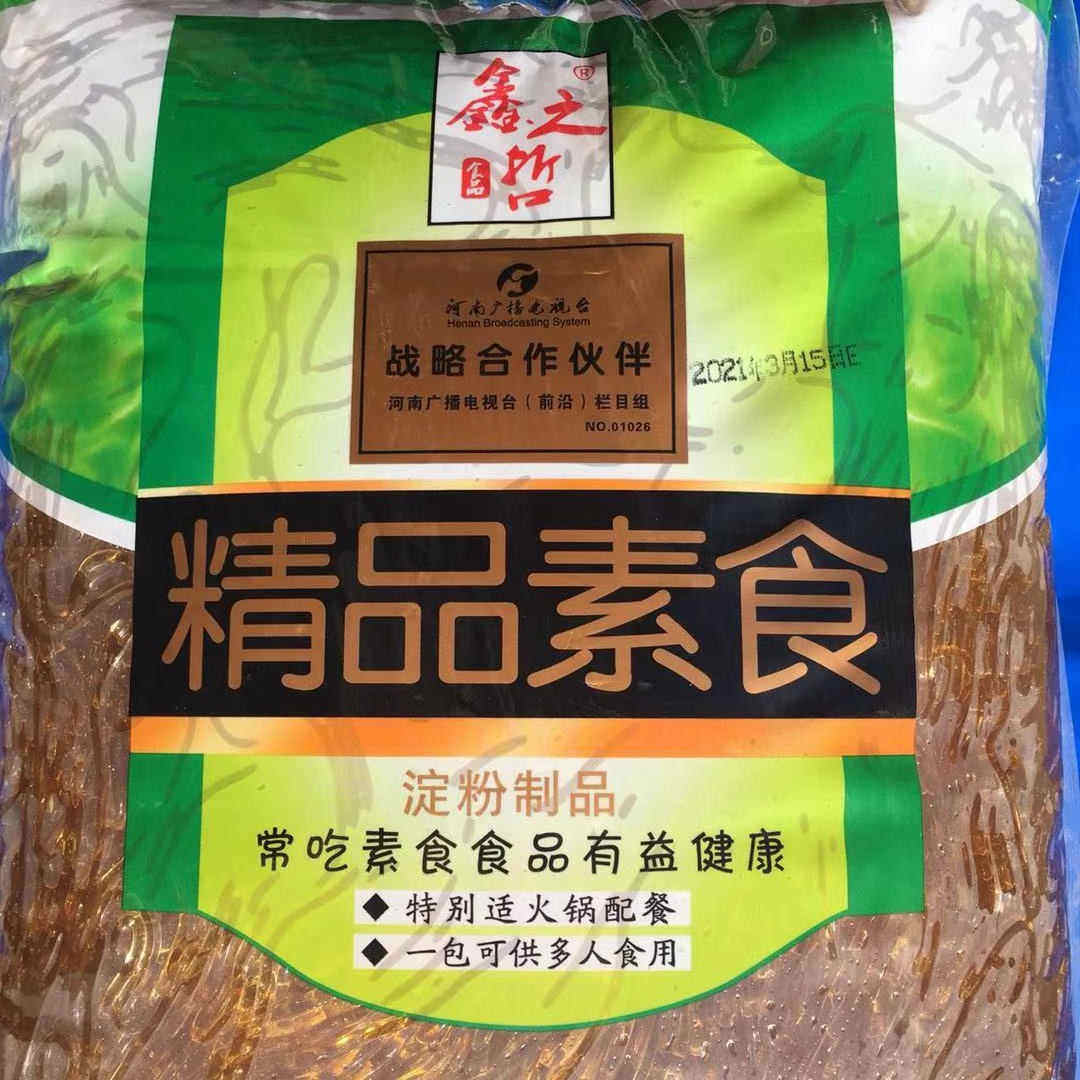 鑫之哲
®
河南广播电视台
Henan Broadcasting System
战略合作伙伴
河南广播电视台（前沿）栏目组
NO.01026
2021年3月15日E
精品素食
淀粉制品
常吃素食食品有益健康
◆ 特别适火锅配餐
◆ 一包可供多人食用